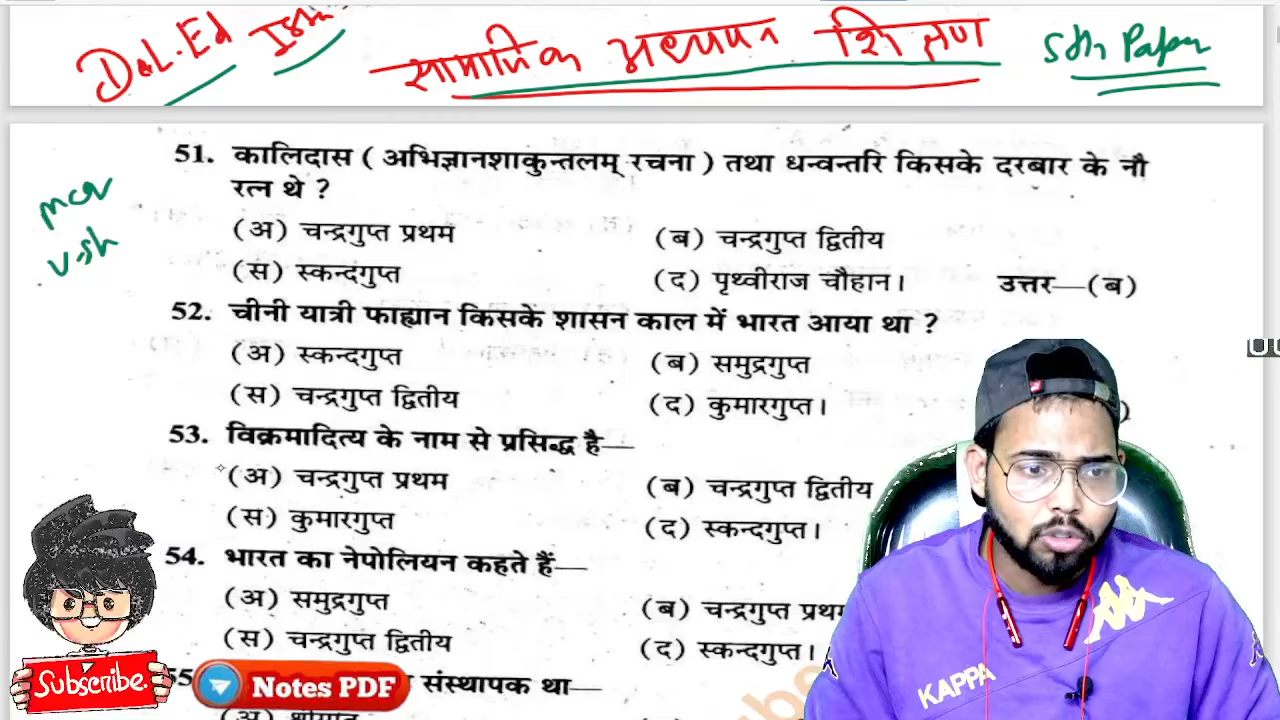 D.L.Ed Ist
सामाजिक अध्ययन शिक्षण
5th Paper
51. कालिदास ( अभिज्ञानशाकुन्तलम् रचना ) तथा धन्वन्तरि किसके दरबार के नौ
रत्न थे ?
(अ) चन्द्रगुप्त प्रथम (ब) चन्द्रगुप्त द्वितीय
(स) स्कन्दगुप्त (द) पृथ्वीराज चौहान। उत्तर—(ब)
52. चीनी यात्री फाह्यान किसके शासन काल में भारत आया था ?
(अ) स्कन्दगुप्त (ब) समुद्रगुप्त
(स) चन्द्रगुप्त द्वितीय (द) कुमारगुप्त।
53. विक्रमादित्य के नाम से प्रसिद्ध है—
(अ) चन्द्रगुप्त प्रथम (ब) चन्द्रगुप्त द्वितीय
(स) कुमारगुप्त (द) स्कन्दगुप्त।
54. भारत का नेपोलियन कहते हैं—
(अ) समुद्रगुप्त (ब) चन्द्रगुप्त प्रथम
(स) चन्द्रगुप्त द्वितीय (द) स्कन्दगुप्त।
55 संस्थापक था—
Subscribe.
Notes PDF
KAPPA